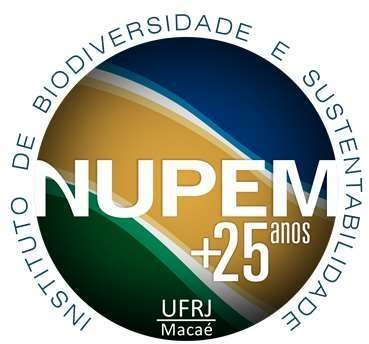 INSTITUTO DE BIODIVERSIDADE E SUSTENTABILIDADE
NUPEM
+25 anos
UFRJ
Macaé